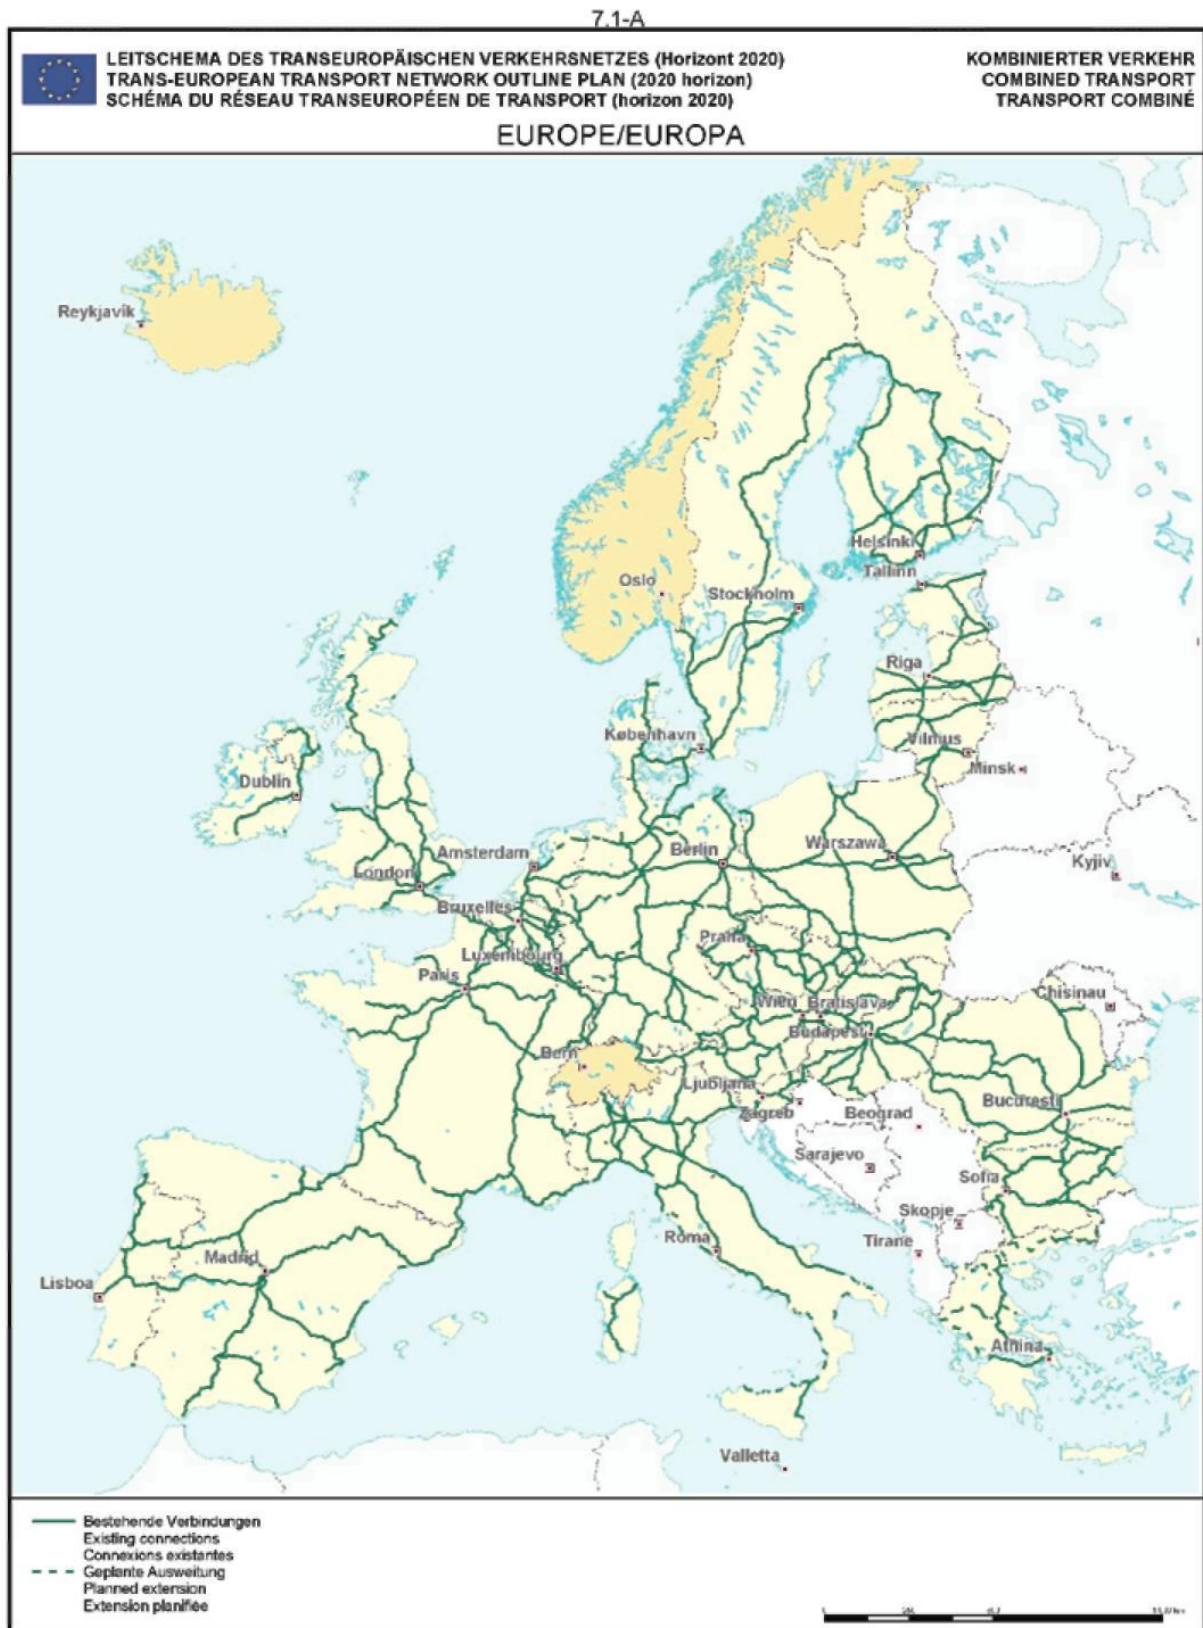 7.1-A
LEITSCHEMA DES TRANSEUROPÄISCHEN VERKEHRSNETZES (Horizont 2020)
TRANS-EUROPEAN TRANSPORT NETWORK OUTLINE PLAN (2020 horizon)
SCHÉMA DU RÉSEAU TRANSEUROPÉEN DE TRANSPORT (horizon 2020)
KOMBINIERTER VERKEHR
COMBINED TRANSPORT
TRANSPORT COMBINÉ
EUROPE/EUROPA
Reykjavík
Helsinki
Tallinn
Oslo
Stockholm
Riga
København
Vilnius
Minsk
Dublin
Amsterdam
Berlin
Warszawa
Kyjiv
London
Bruxelles
Praha
Luxembourg
Paris
Wien
Bratislava
Chisinau
Budapest
Bern
Ljubljana
Zagreb
Beograd
Bucuresti
Sarajevo
Sofia
Skopje
Roma
Tirane
Madrid
Lisboa
Athina
Valletta
Bestehende Verbindungen
Existing connections
Connexions existantes
Geplante Ausweitung
Planned extension
Extension planifiée